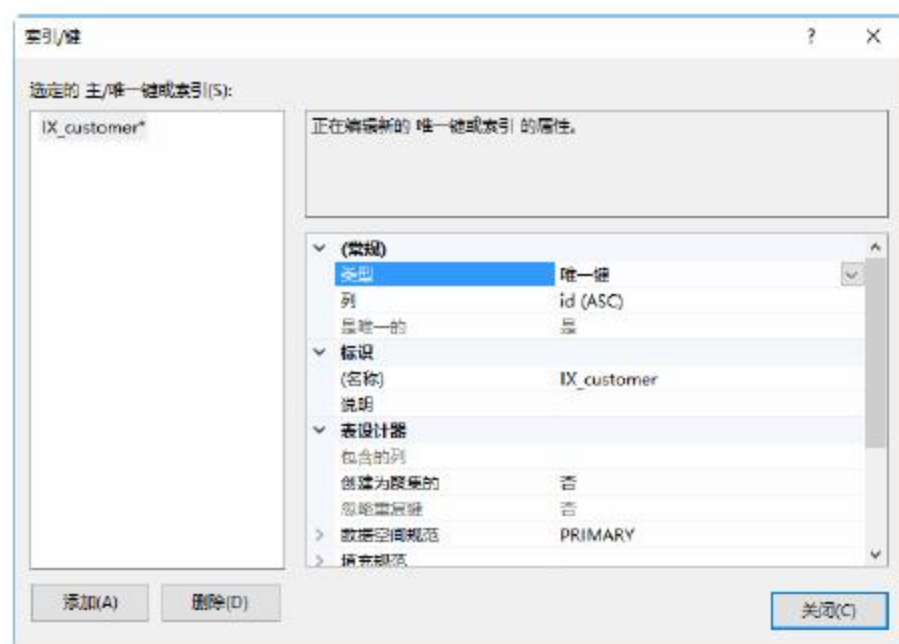 索引/键
? ×
选定的 主/唯一键或索引(S):
IX_customer*
正在编辑新的 唯一键或索引 的属性。
(常规)
类型 唯一键
列 id (ASC)
是唯一的 是
标识
(名称) IX_customer
说明
表设计器
包含的列
创建为聚集的 否
忽略重复键 否
数据空间规范 PRIMARY
填充规范
添加(A) 删除(D) 关闭(C)